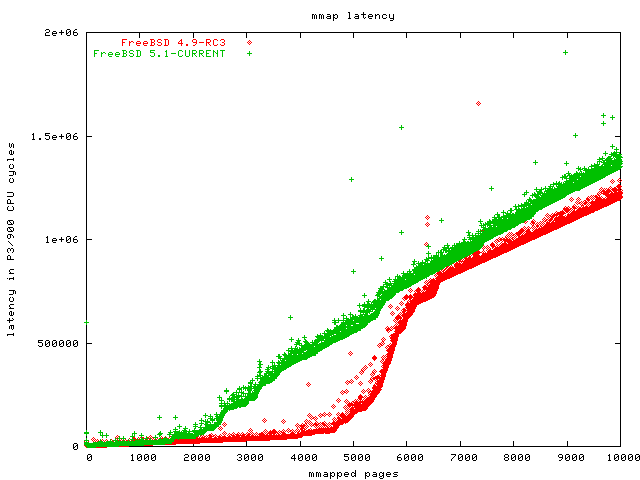 mmap latency
FreeBSD 4.9-RC3
FreeBSD 5.1-CURRENT
2e+06
1.5e+06
1e+06
500000
0
latency in P3/900 CPU cycles
0 1000 2000 3000 4000 5000 6000 7000 8000 9000 10000
mmapped pages